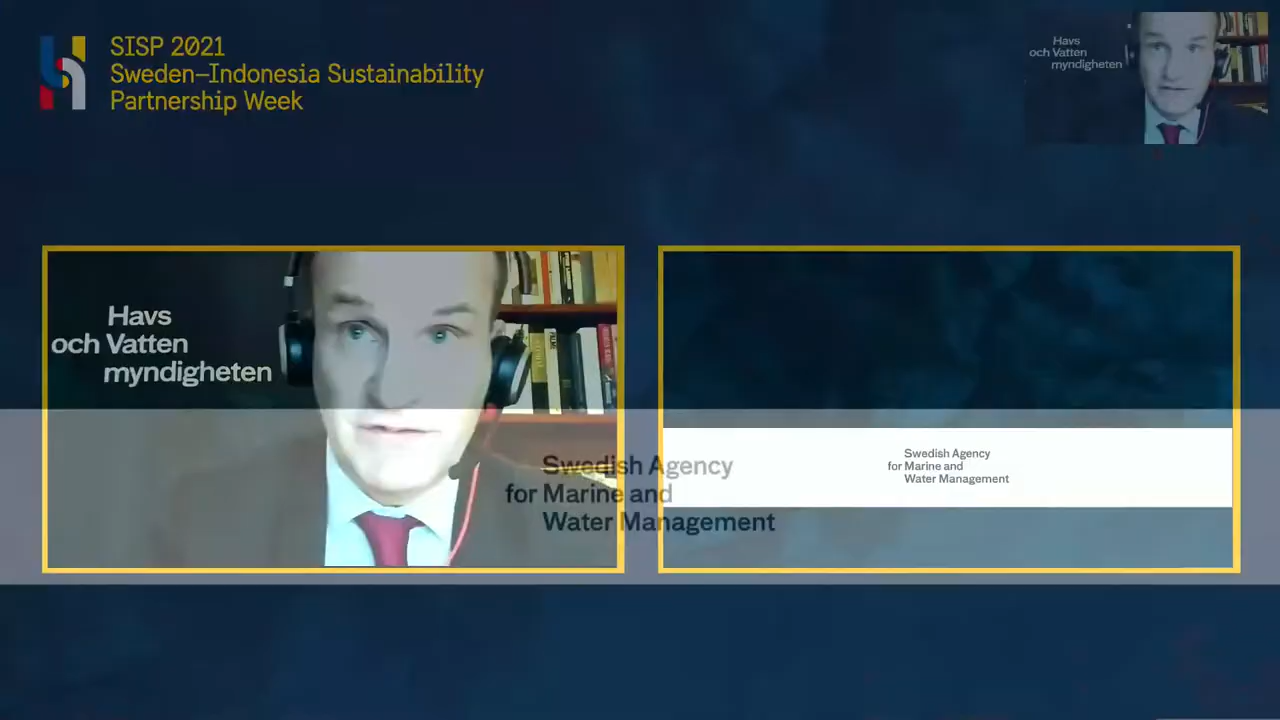 SISP 2021
Sweden–Indonesia Sustainability
Partnership Week
Havs
och Vatten
myndigheten
Havs
och Vatten
myndigheten
Swedish Agency
for Marine and
Water Management
Swedish Agency
for Marine and
Water Management